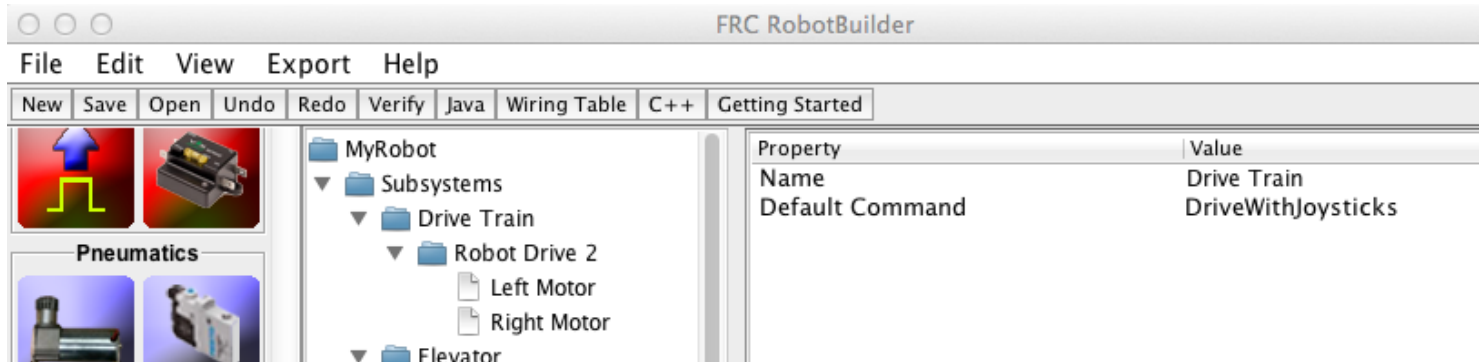 FRC RobotBuilder
File Edit View Export Help
New Save Open Undo Redo Verify Java Wiring Table C++ Getting Started
Pneumatics
MyRobot
Subsystems
Drive Train
Robot Drive 2
Left Motor
Right Motor
Elevator
Property Value
Name Drive Train
Default Command DriveWithJoysticks